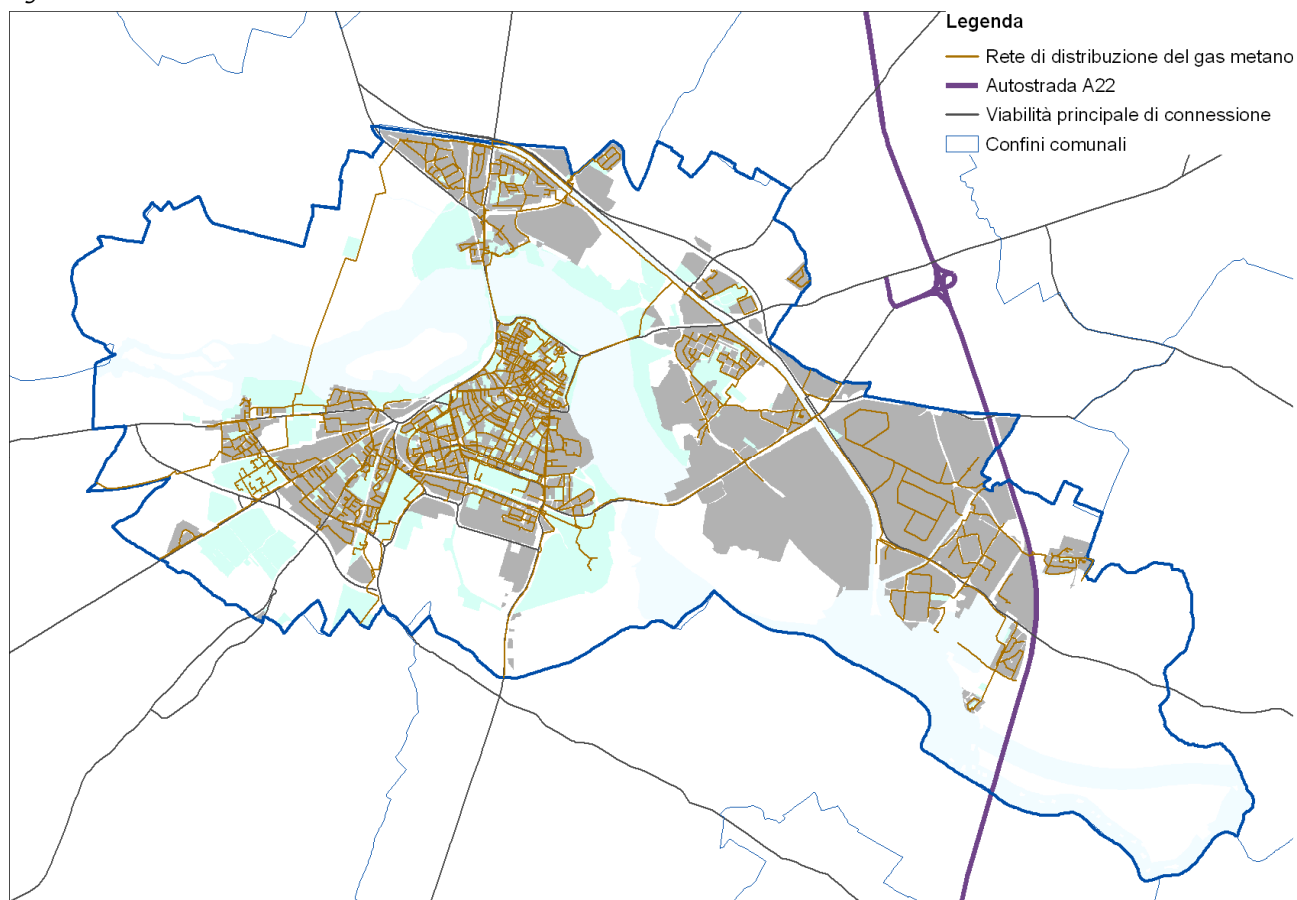 Legenda
Rete di distribuzione del gas metano
Autostrada A22
Viabilità principale di connessione
Confini comunali